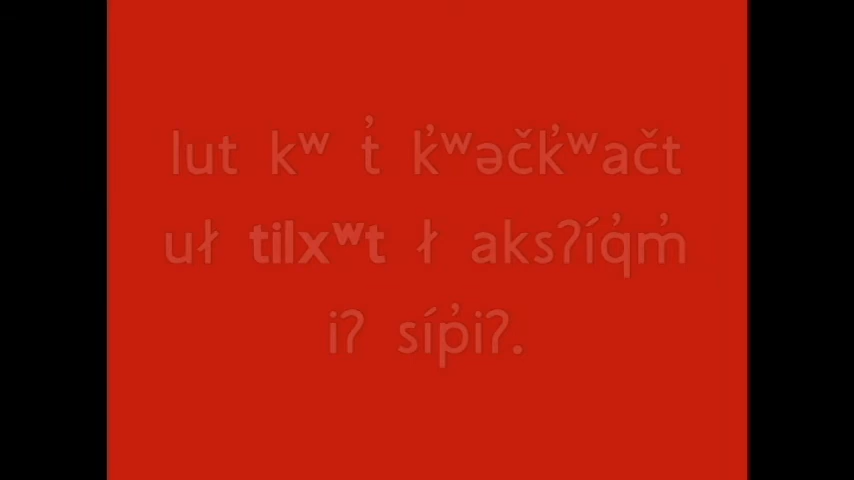 lut kʷ t̓ k̓ʷəčk̓ʷačt
uł tilxʷt ł aksʔíq̓m̓
iʔ síp̓iʔ.